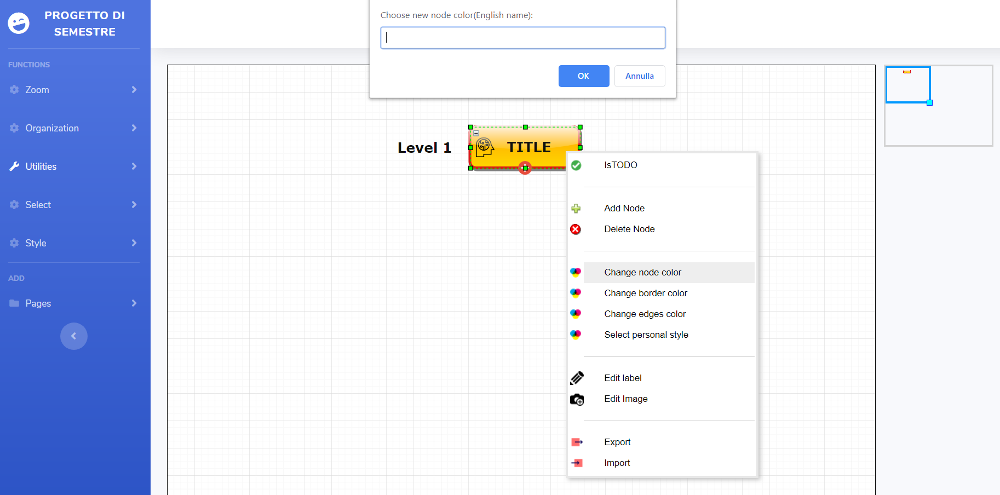 PROGETTO DI
SEMESTRE
FUNCTIONS
Zoom
Organization
Utilities
Select
Style
ADD
Pages
Choose new node color(English name):
OK
Annulla
Level 1
TITLE
IsTODO
Add Node
Delete Node
Change node color
Change border color
Change edges color
Select personal style
Edit label
Edit Image
Export
Import